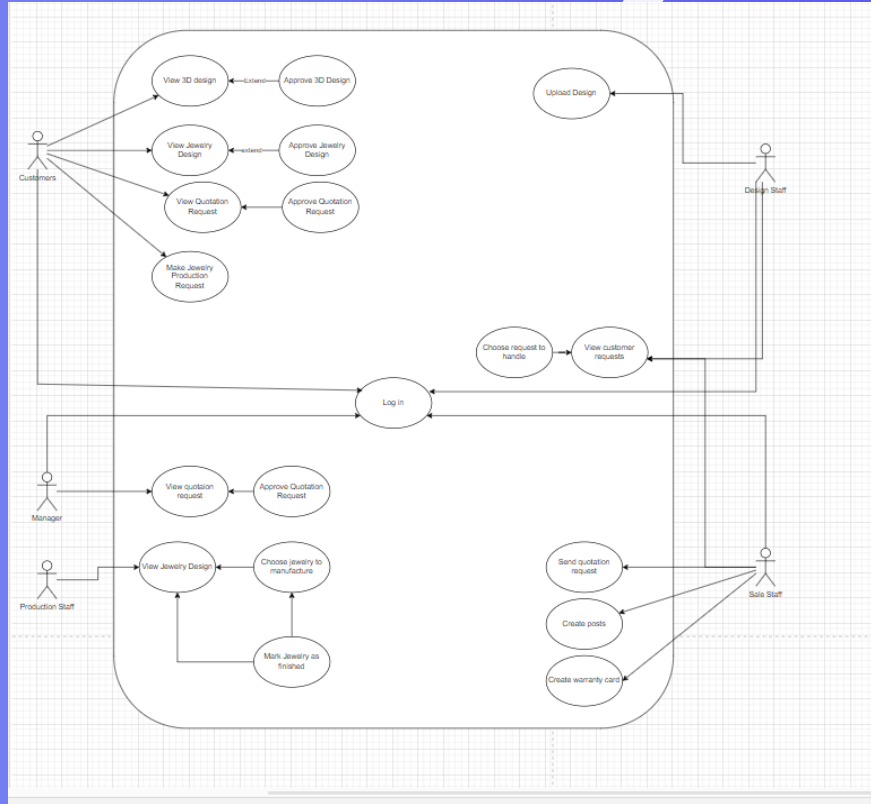 View 3D design
Extend
Approve 3D Design
Upload Design
View Jewelry
Design
extend
Approve Jewelry
Design
Customers
Design Staff
View Quotation
Request
Approve Quotation
Request
Make Jewelry
Production
Request
Choose request to
handle
View customer
requests
Log in
View quotaion
request
Approve Quotation
Request
Manager
View Jewelry Design
Choose jewelry to
manufacture
Send quotation
request
Production Staff
Sale Staff
Create posts
Mark Jewelry as
finished
Create warranty card